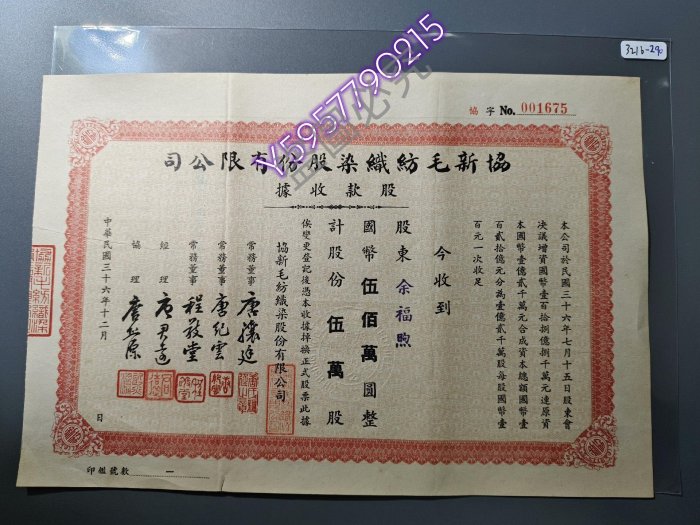 3216-290
Y5957790215
盜圖必究
協字 No. 001675
協新毛紡織染股份有限公司
股款收據
本公司於民國三十六年七月十五日股東會
決議增資國幣壹百拾捌億捌千萬元連原資
本國幣壹億貳千萬元合成資本總額國幣壹
百貳拾億元分為壹億貳千萬股每股國幣壹
百元一次收足
今收到
股東 余福煦
國幣伍佰萬圓整
計股份伍萬股
俟變更登記後憑本收據掉換正式股票此據
協新毛紡織染股份有限公司
常務董事 唐驤廷
常務董事 唐紀雲
常務董事 程敬堂
經理 唐君遠
協理
中華民國三十六年十二月 日
印鑑號數 一